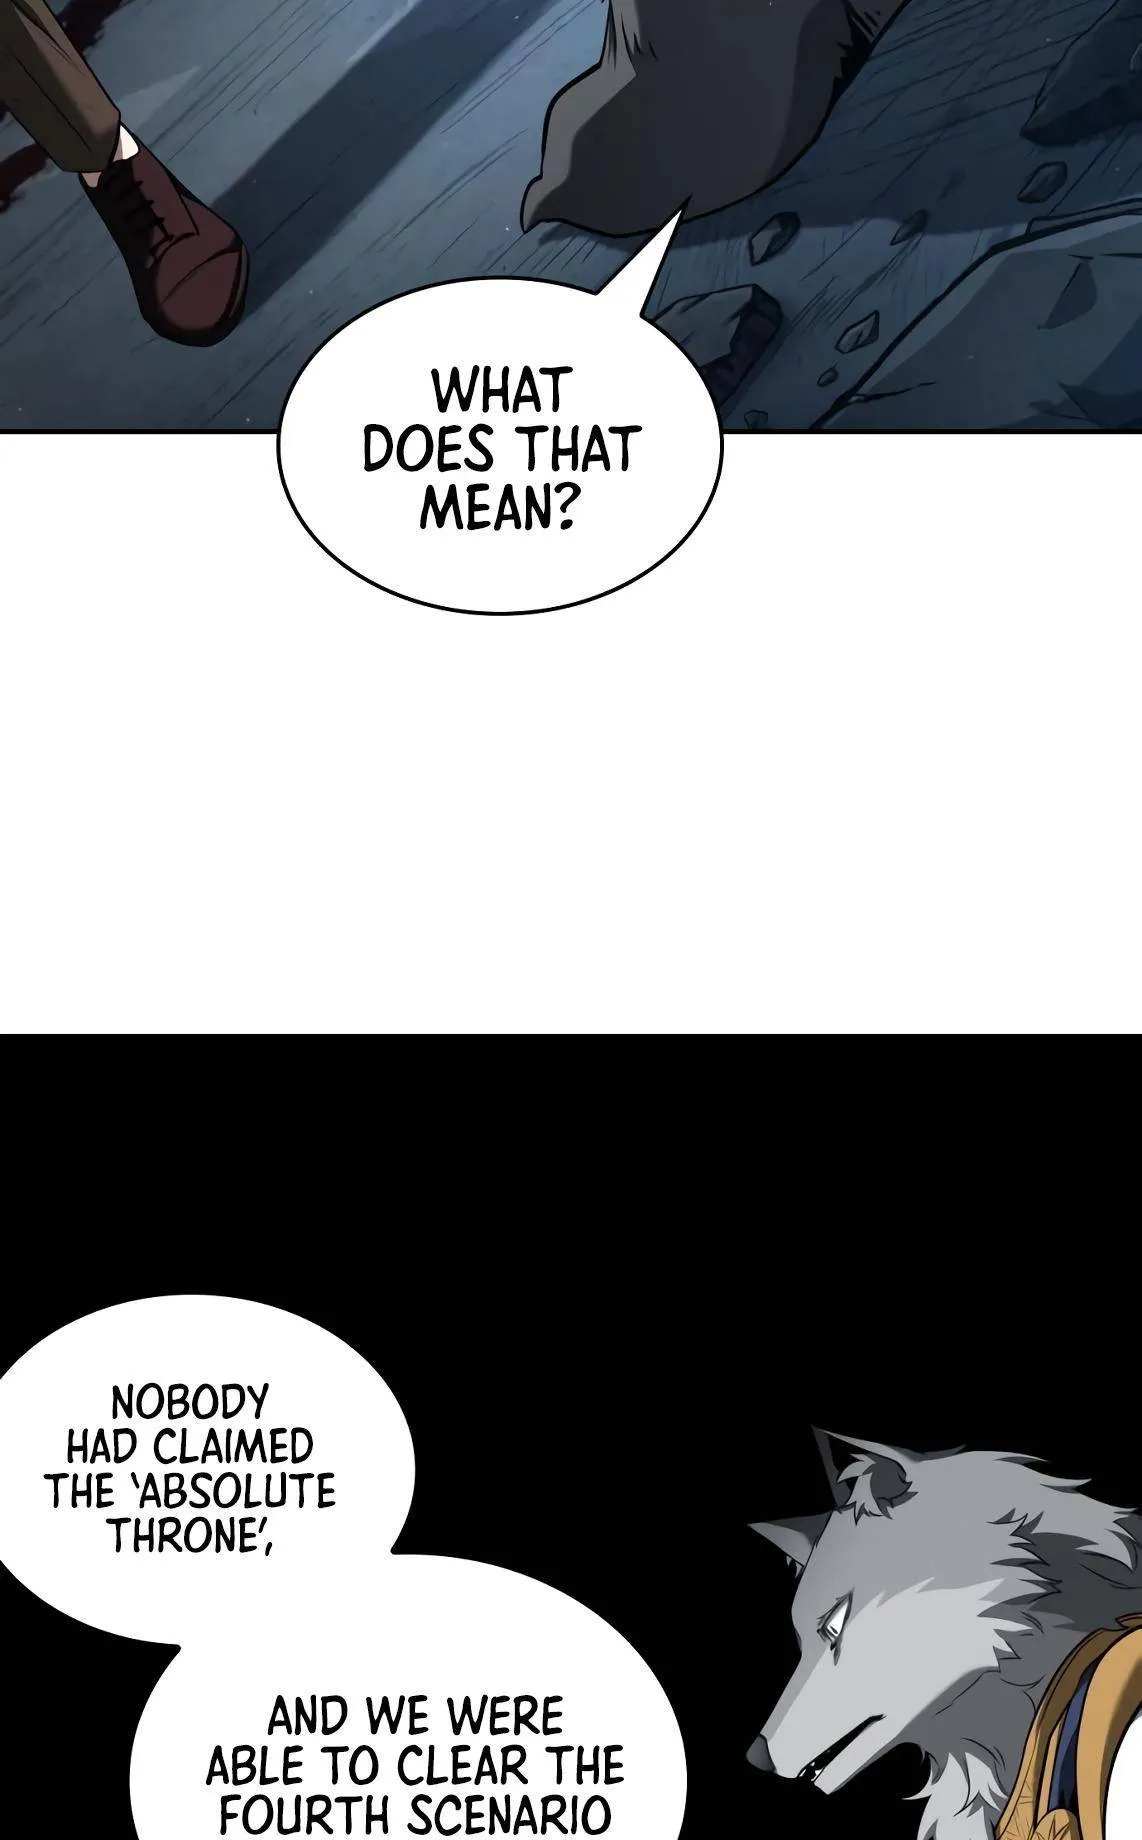 WHAT
DOES THAT
MEAN?
NOBODY
HAD CLAIMED
THE 'ABSOLUTE
THRONE',
AND WE WERE
ABLE TO CLEAR THE
FOURTH SCENARIO